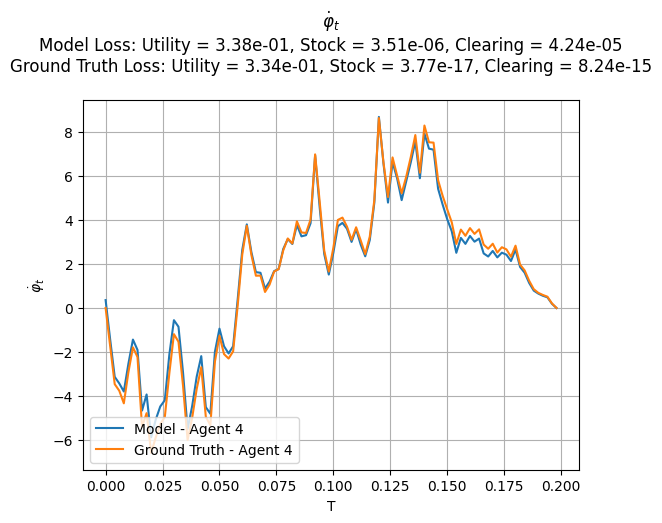 φ̇ₜ
Model Loss: Utility = 3.38e-01, Stock = 3.51e-06, Clearing = 4.24e-05
Ground Truth Loss: Utility = 3.34e-01, Stock = 3.77e-17, Clearing = 8.24e-15
8
6
4
2
0
−2
−4
−6
φ̇ₜ
Model - Agent 4
Ground Truth - Agent 4
0.000 0.025 0.050 0.075 0.100 0.125 0.150 0.175 0.200
T